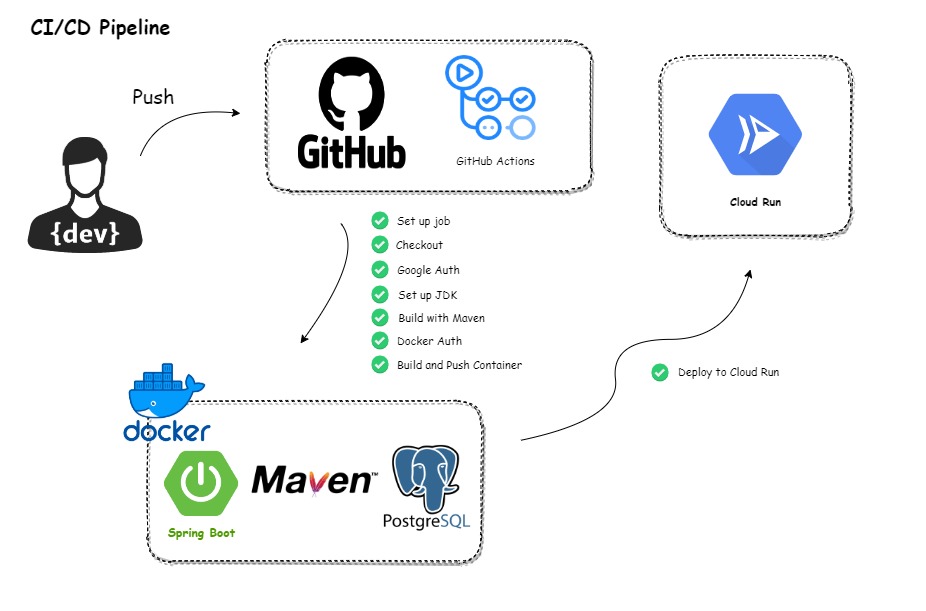 CI/CD Pipeline
Push
{dev}
GitHub
GitHub Actions
Cloud Run
Set up job
Checkout
Google Auth
Set up JDK
Build with Maven
Docker Auth
Build and Push Container
Deploy to Cloud Run
docker
Spring Boot
Maven™
PostgreSQL